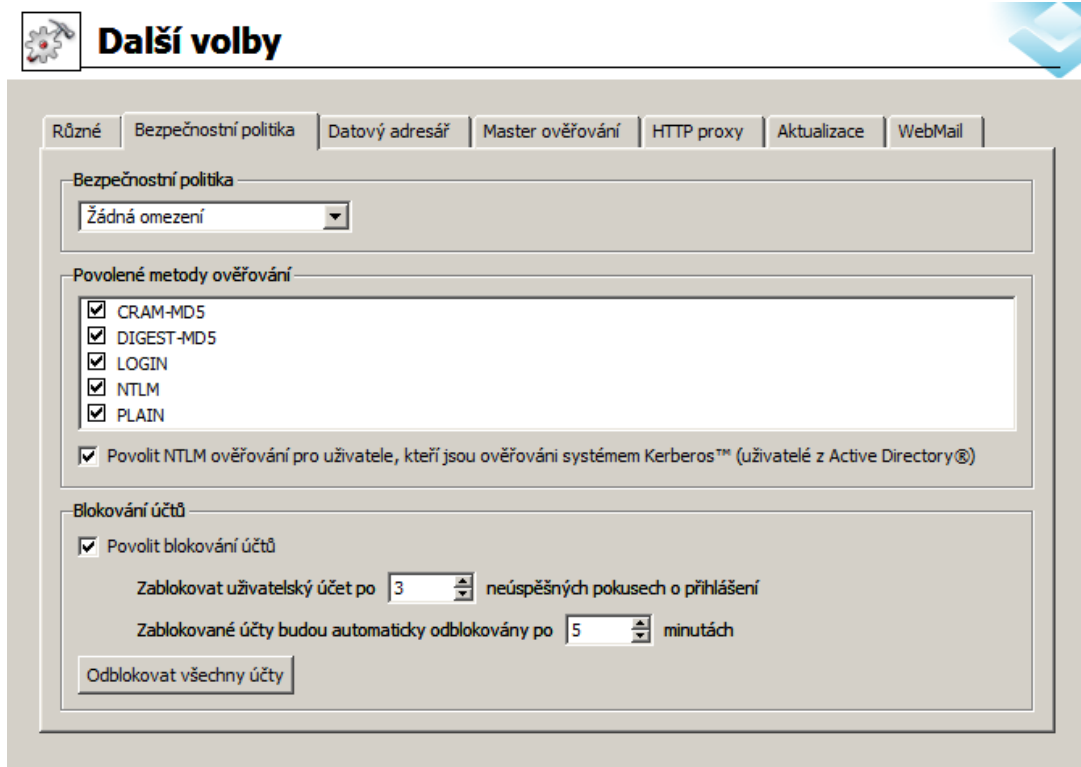 Další volby
Různé Bezpečnostní politika Datový adresář Master ověřování HTTP proxy Aktualizace WebMail
Bezpečnostní politika
Žádná omezení
Povolené metody ověřování
CRAM-MD5
DIGEST-MD5
LOGIN
NTLM
PLAIN
Povolit NTLM ověřování pro uživatele, kteří jsou ověřováni systémem Kerberos™ (uživatelé z Active Directory®)
Blokování účtů
Povolit blokování účtů
Zablokovat uživatelský účet po 3 neúspěšných pokusech o přihlášení
Zablokované účty budou automaticky odblokovány po 5 minutách
Odblokovat všechny účty